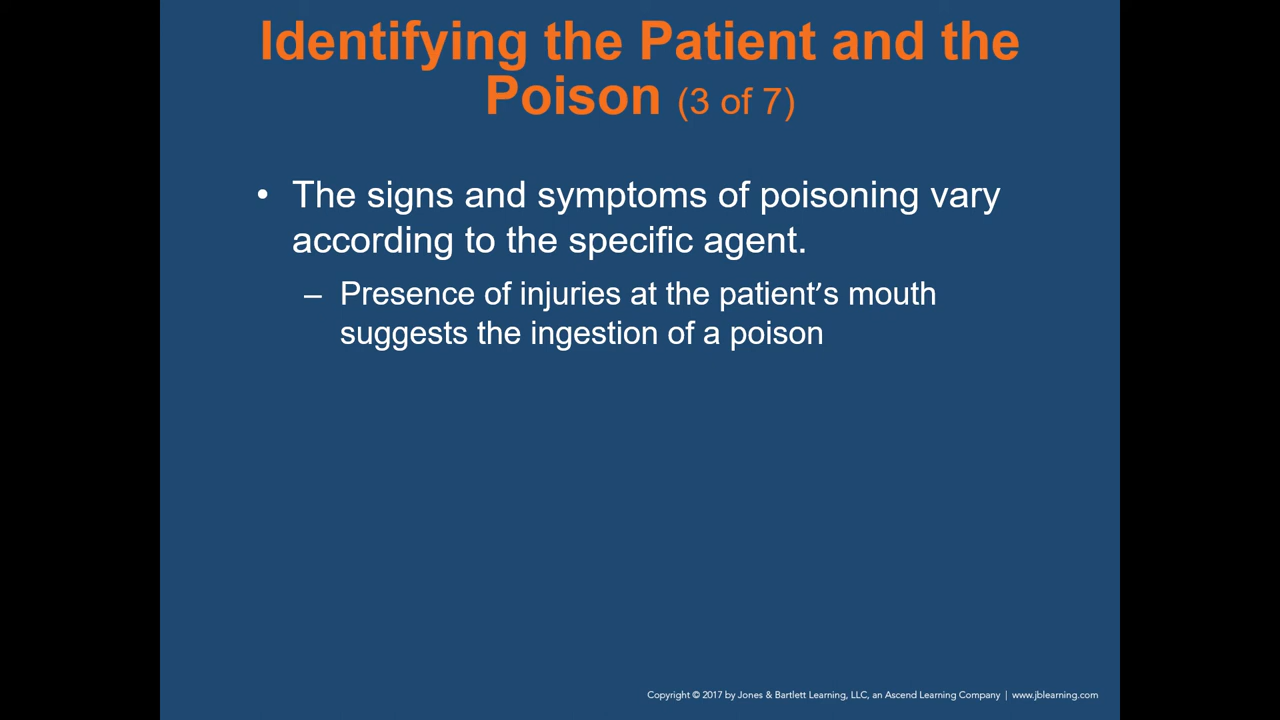 Identifying the Patient and the
Poison (3 of 7)
• The signs and symptoms of poisoning vary
according to the specific agent.
– Presence of injuries at the patient’s mouth
suggests the ingestion of a poison
Copyright © 2017 by Jones & Bartlett Learning, LLC, an Ascend Learning Company | www.jblearning.com